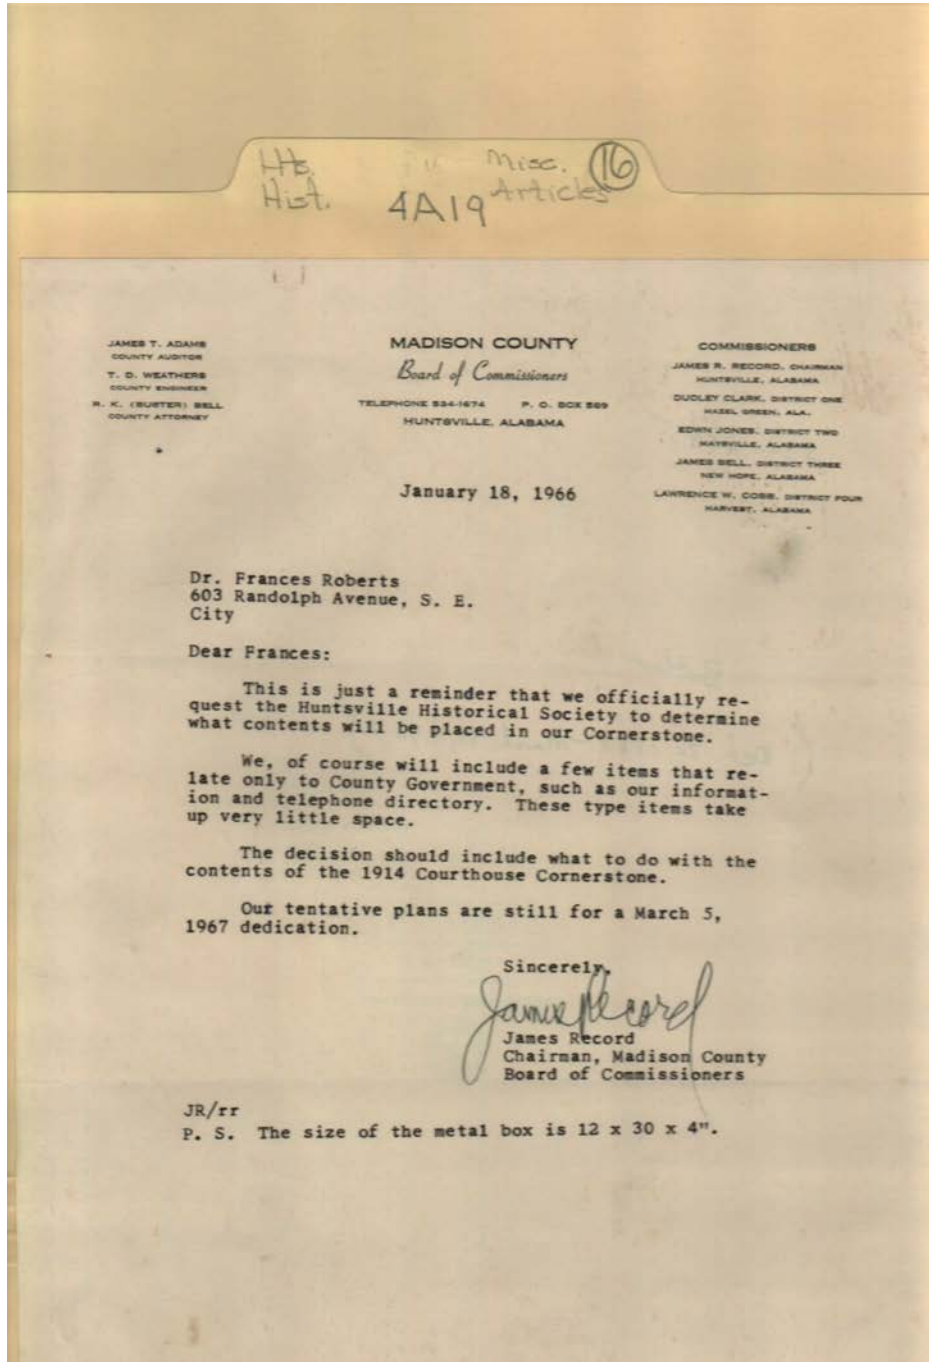 Hts. Misc. 16
Hist. 4A19 Articles
JAMES T. ADAMS
COUNTY AUDITOR
T. D. WEATHERS
COUNTY ENGINEER
R. K. (BUSTER) BELL
COUNTY ATTORNEY
MADISON COUNTY
Board of Commissioners
TELEPHONE 534-1674 P. O. BOX 569
HUNTSVILLE, ALABAMA
COMMISSIONERS
JAMES R. RECORD, CHAIRMAN
HUNTSVILLE, ALABAMA
DUDLEY CLARK, DISTRICT ONE
HAZEL GREEN, ALA.
EDWIN JONES, DISTRICT TWO
MAYSVILLE, ALABAMA
JAMES BELL, DISTRICT THREE
NEW HOPE, ALABAMA
LAWRENCE W. COBB, DISTRICT FOUR
HARVEST, ALABAMA
January 18, 1966
Dr. Frances Roberts
603 Randolph Avenue, S. E.
City
Dear Frances:
This is just a reminder that we officially re-
quest the Huntsville Historical Society to determine
what contents will be placed in our Cornerstone.
We, of course will include a few items that re-
late only to County Government, such as our informat-
ion and telephone directory. These type items take
up very little space.
The decision should include what to do with the
contents of the 1914 Courthouse Cornerstone.
Our tentative plans are still for a March 5,
1967 dedication.
Sincerely,
James Record
James Record
Chairman, Madison County
Board of Commissioners
JR/rr
P. S. The size of the metal box is 12 x 30 x 4".